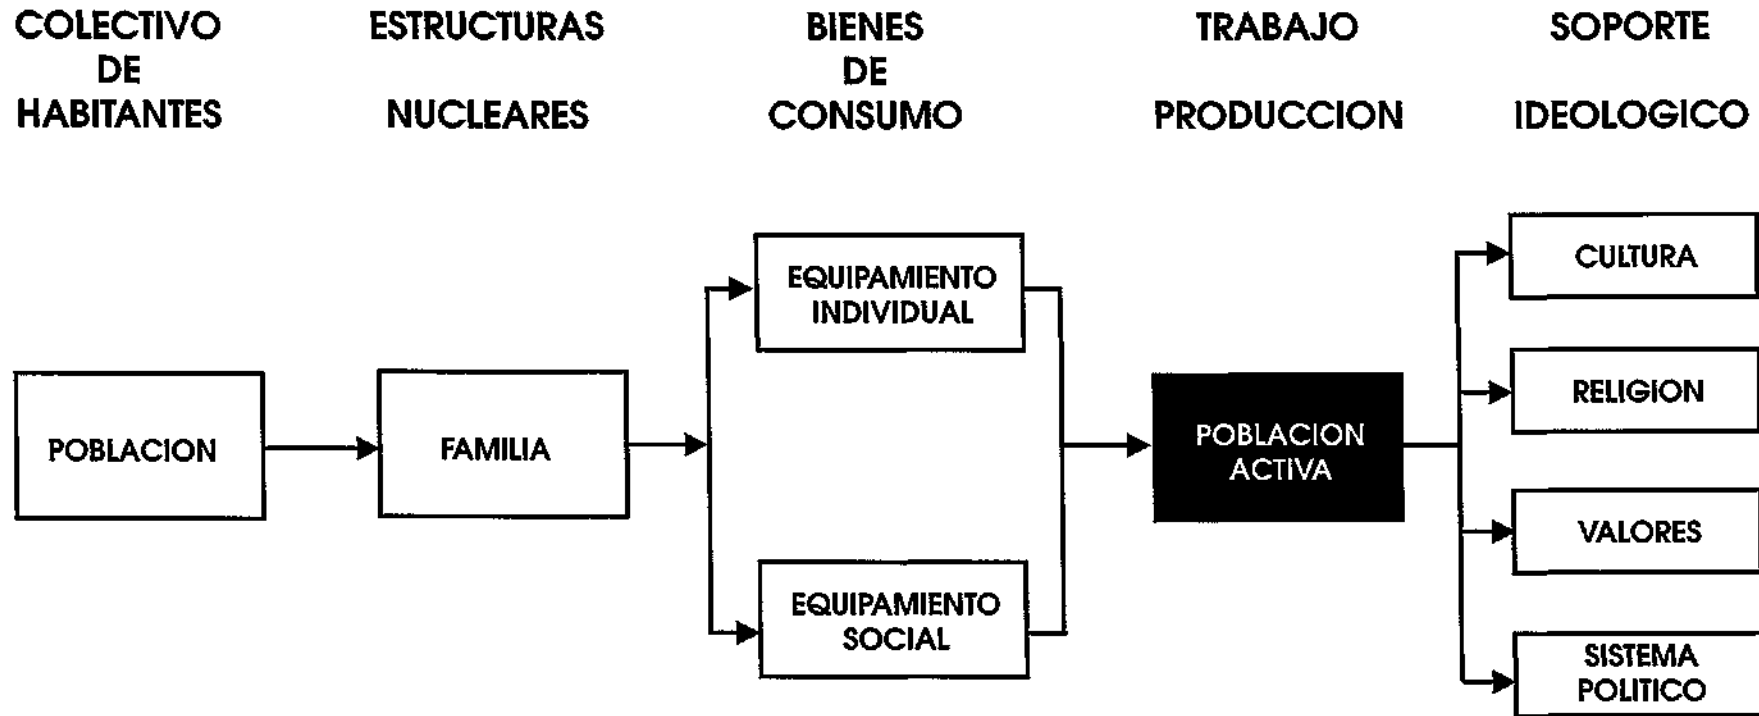 COLECTIVO
DE
HABITANTES
ESTRUCTURAS
NUCLEARES
BIENES
DE
CONSUMO
TRABAJO
PRODUCCION
SOPORTE
IDEOLOGICO
POBLACION
FAMILIA
EQUIPAMIENTO
INDIVIDUAL
EQUIPAMIENTO
SOCIAL
POBLACION
ACTIVA
CULTURA
RELIGION
VALORES
SISTEMA
POLITICO